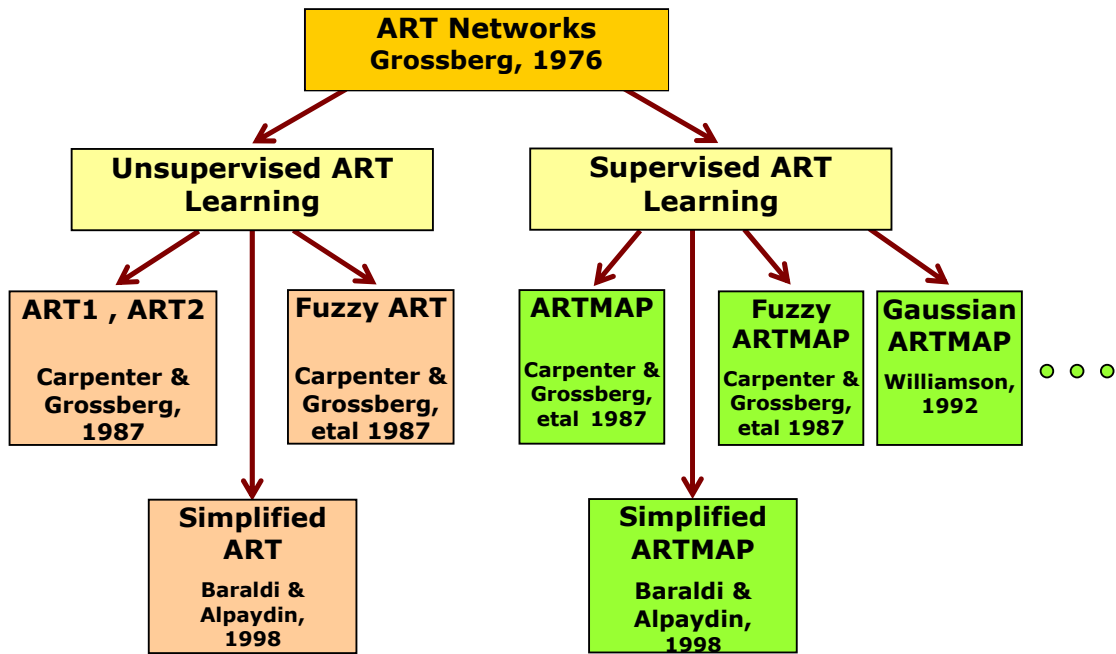 ART Networks
Grossberg, 1976
Unsupervised ART
Learning
Supervised ART
Learning
ART1 , ART2
Carpenter &
Grossberg,
1987
Fuzzy ART
Carpenter &
Grossberg,
etal 1987
ARTMAP
Carpenter &
Grossberg,
etal 1987
Fuzzy
ARTMAP
Carpenter &
Grossberg,
etal 1987
Gaussian
ARTMAP
Williamson,
1992
Simplified
ART
Baraldi &
Alpaydin,
1998
Simplified
ARTMAP
Baraldi &
Alpaydin,
1998